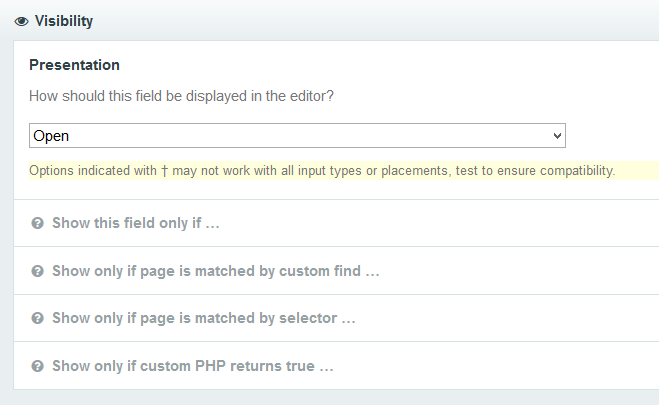 Visibility
Presentation
How should this field be displayed in the editor?
Open
Options indicated with † may not work with all input types or placements, test to ensure compatibility.
Show this field only if ...
Show only if page is matched by custom find ...
Show only if page is matched by selector ...
Show only if custom PHP returns true ...